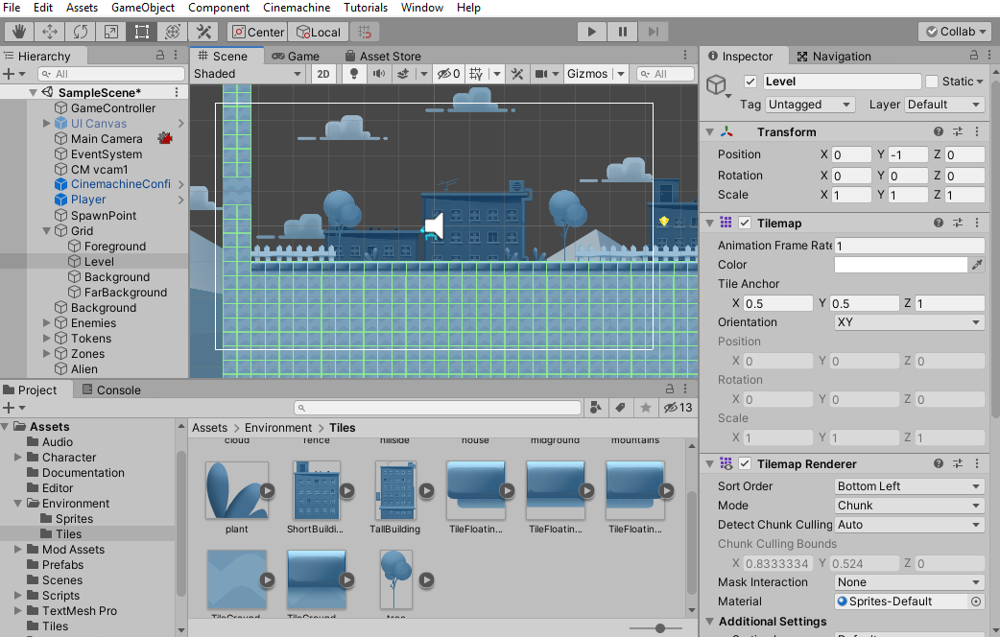 File Edit Assets GameObject Component Cinemachine Tutorials Window Help
Center Local Collab
Hierarchy
All
SampleScene*
GameController
UI Canvas
Main Camera
EventSystem
CM vcam1
CinemachineConfi
Player
SpawnPoint
Grid
Foreground
Level
Background
FarBackground
Background
Enemies
Tokens
Zones
Alien
Scene Game Asset Store
Shaded 2D 0 Gizmos All
Inspector Navigation
Level Static
Tag Untagged Layer Default
Transform
Position X 0 Y -1 Z 0
Rotation X 0 Y 0 Z 0
Scale X 1 Y 1 Z 1
Tilemap
Animation Frame Rate 1
Color
Tile Anchor
X 0.5 Y 0.5 Z 1
Orientation XY
Position
X 0 Y 0 Z 0
Rotation
X 0 Y 0 Z 0
Scale
X 1 Y 1 Z 1
Tilemap Renderer
Sort Order Bottom Left
Mode Chunk
Detect Chunk Culling Auto
Chunk Culling Bounds
X 0.8333334 Y 0.524 Z 0
Mask Interaction None
Material Sprites-Default
Additional Settings
Project Console
13
Assets
Audio
Character
Documentation
Editor
Environment
Sprites
Tiles
Mod Assets
Prefabs
Scenes
Scripts
TextMesh Pro
Tiles
Assets > Environment > Tiles
cloud fence hillside house midground mountains
plant ShortBuildi... TallBuilding TileFloatin... TileFloatin... TileFloatin...
TileGround TileGround tree